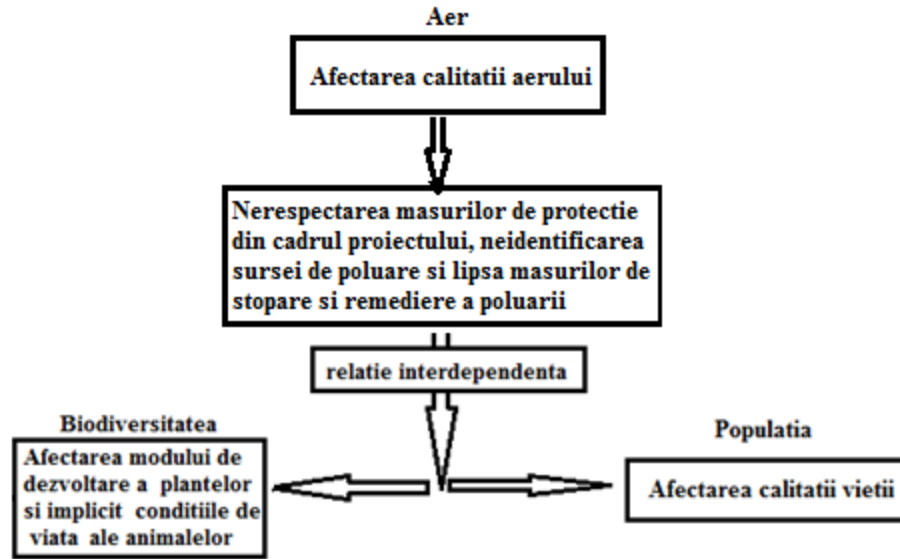 Aer
Afectarea calitatii aerului
Nerespectarea masurilor de protectie
din cadrul proiectului, neidentificarea
sursei de poluare si lipsa masurilor de
stopare si remediere a poluarii
relatie interdependenta
Biodiversitatea
Afectarea modului de
dezvoltare a plantelor
si implicit conditiile de
viata ale animalelor
Populatia
Afectarea calitatii vietii